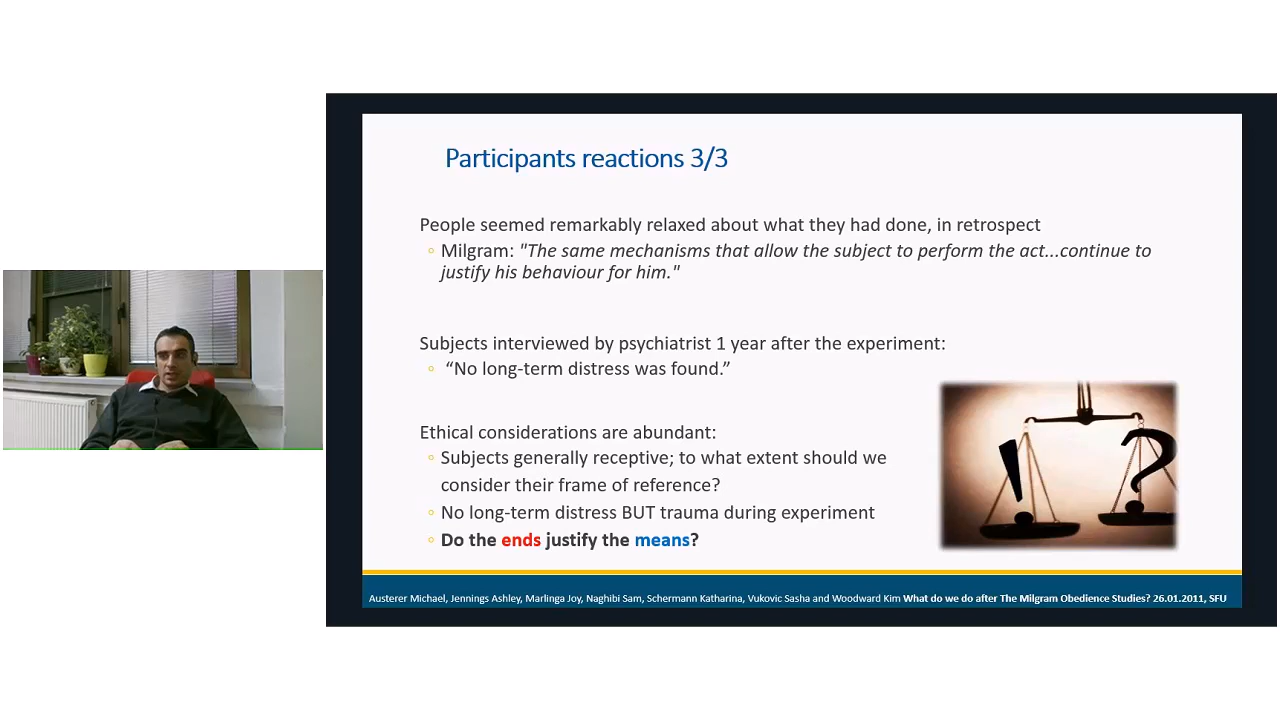 Participants reactions 3/3
People seemed remarkably relaxed about what they had done, in retrospect
Milgram: "The same mechanisms that allow the subject to perform the act...continue to
justify his behaviour for him."
Subjects interviewed by psychiatrist 1 year after the experiment:
“No long-term distress was found.”
Ethical considerations are abundant:
Subjects generally receptive; to what extent should we
consider their frame of reference?
No long-term distress BUT trauma during experiment
Do the ends justify the means?
! ?
Austerer Michael, Jennings Ashley, Marlinga Joy, Naghibi Sam, Schermann Katharina, Vukovic Sasha and Woodward Kim What do we do after The Milgram Obedience Studies? 26.01.2011, SFU